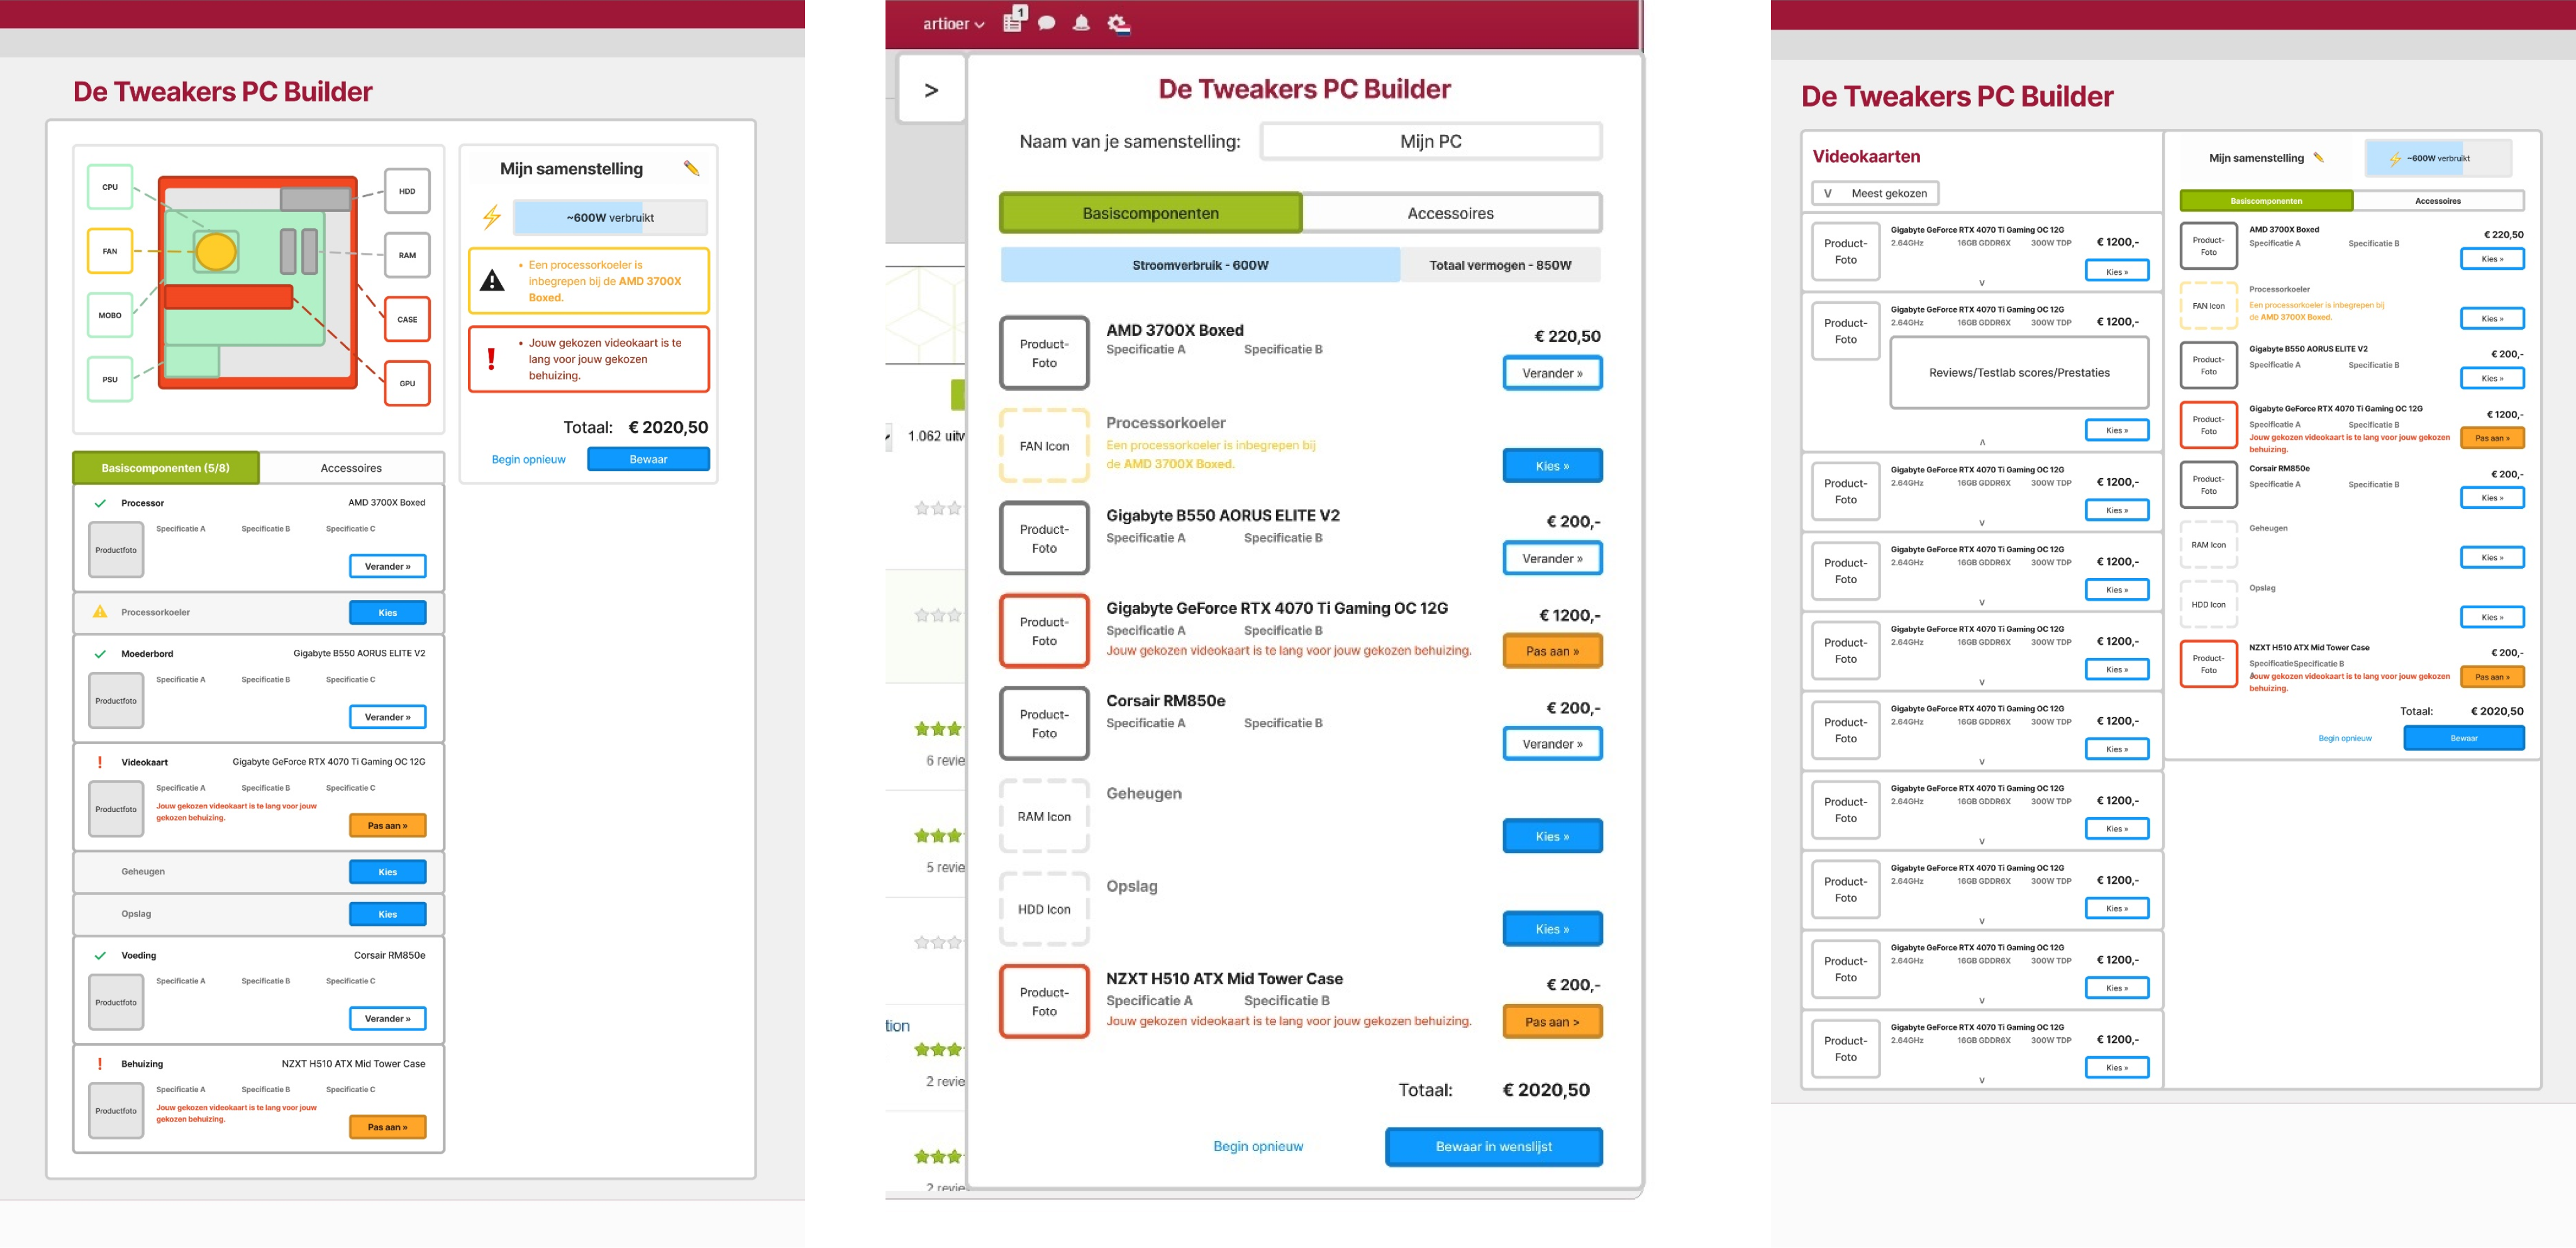 De Tweakers PC Builder
CPU
FAN
MOBO
PSU
HDD
RAM
CASE
GPU
Mijn samenstelling
~600W verbruikt
• Een processorkoeler is
inbegrepen bij de AMD 3700X
Boxed.
• Jouw gekozen videokaart is te
lang voor jouw gekozen
behuizing.
Totaal: € 2020,50
Begin opnieuw Bewaar
Basiscomponenten (5/8) Accessoires
Processor AMD 3700X Boxed
Specificatie A Specificatie B Specificatie C
Productfoto
Verander »
Processorkoeler Kies
Moederbord Gigabyte B550 AORUS ELITE V2
Specificatie A Specificatie B Specificatie C
Productfoto
Verander »
Videokaart Gigabyte GeForce RTX 4070 Ti Gaming OC 12G
Specificatie A Specificatie B Specificatie C
Productfoto
Jouw gekozen videokaart is te lang voor jouw
gekozen behuizing.
Pas aan »
Geheugen Kies
Opslag Kies
Voeding Corsair RM850e
Specificatie A Specificatie B Specificatie C
Productfoto
Verander »
Behuizing NZXT H510 ATX Mid Tower Case
Specificatie A Specificatie B Specificatie C
Productfoto
Jouw gekozen videokaart is te lang voor jouw
gekozen behuizing.
Pas aan »
artioer 1
>
1.062 uitv
6 revie
5 revie
tion
2 revie
2 revie
De Tweakers PC Builder
Naam van je samenstelling: Mijn PC
Basiscomponenten Accessoires
Stroomverbruik - 600W Totaal vermogen - 850W
Product-
Foto
AMD 3700X Boxed
Specificatie A Specificatie B
€ 220,50
Verander »
FAN Icon
Processorkoeler
Een processorkoeler is inbegrepen bij
de AMD 3700X Boxed.
Kies »
Product-
Foto
Gigabyte B550 AORUS ELITE V2
Specificatie A Specificatie B
€ 200,-
Verander »
Product-
Foto
Gigabyte GeForce RTX 4070 Ti Gaming OC 12G
Specificatie A Specificatie B
Jouw gekozen videokaart is te lang voor jouw gekozen behuizing.
€ 1200,-
Pas aan »
Product-
Foto
Corsair RM850e
Specificatie A Specificatie B
€ 200,-
Verander »
RAM Icon
Geheugen
Kies »
HDD Icon
Opslag
Kies »
Product-
Foto
NZXT H510 ATX Mid Tower Case
Specificatie A Specificatie B
Jouw gekozen videokaart is te lang voor jouw gekozen behuizing.
€ 200,-
Pas aan >
Totaal: € 2020,50
Begin opnieuw Bewaar in wenslijst
De Tweakers PC Builder
Videokaarten
V Meest gekozen
Product-
Foto
Gigabyte GeForce RTX 4070 Ti Gaming OC 12G
2.64GHz 16GB GDDR6X 300W TDP € 1200,-
Kies »
v
Product-
Foto
Gigabyte GeForce RTX 4070 Ti Gaming OC 12G
2.64GHz 16GB GDDR6X 300W TDP € 1200,-
Reviews/Testlab scores/Prestaties
Kies »
Product-
Foto
Gigabyte GeForce RTX 4070 Ti Gaming OC 12G
2.64GHz 16GB GDDR6X 300W TDP € 1200,-
Kies »
v
Product-
Foto
Gigabyte GeForce RTX 4070 Ti Gaming OC 12G
2.64GHz 16GB GDDR6X 300W TDP € 1200,-
Kies »
v
Product-
Foto
Gigabyte GeForce RTX 4070 Ti Gaming OC 12G
2.64GHz 16GB GDDR6X 300W TDP € 1200,-
Kies »
v
Product-
Foto
Gigabyte GeForce RTX 4070 Ti Gaming OC 12G
2.64GHz 16GB GDDR6X 300W TDP € 1200,-
Kies »
v
Product-
Foto
Gigabyte GeForce RTX 4070 Ti Gaming OC 12G
2.64GHz 16GB GDDR6X 300W TDP € 1200,-
Kies »
v
Product-
Foto
Gigabyte GeForce RTX 4070 Ti Gaming OC 12G
2.64GHz 16GB GDDR6X 300W TDP € 1200,-
Kies »
v
Product-
Foto
Gigabyte GeForce RTX 4070 Ti Gaming OC 12G
2.64GHz 16GB GDDR6X 300W TDP € 1200,-
Kies »
v
Product-
Foto
Gigabyte GeForce RTX 4070 Ti Gaming OC 12G
2.64GHz 16GB GDDR6X 300W TDP € 1200,-
Kies »
v
Mijn samenstelling ~600W verbruikt
Basiscomponenten Accessoires
Product-
Foto
AMD 3700X Boxed
Specificatie A Specificatie B
€ 220,50
Kies »
FAN Icon
Processorkoeler
Een processorkoeler is inbegrepen bij
de AMD 3700X Boxed.
Kies »
Product-
Foto
Gigabyte B550 AORUS ELITE V2
Specificatie A Specificatie B
€ 200,-
Kies »
Product-
Foto
Gigabyte GeForce RTX 4070 Ti Gaming OC 12G
Specificatie A Specificatie B
Jouw gekozen videokaart is te lang voor jouw gekozen
behuizing.
€ 1200,-
Pas aan »
Product-
Foto
Corsair RM850e
Specificatie A Specificatie B
€ 200,-
Kies »
RAM Icon
Geheugen
Kies »
HDD Icon
Opslag
Kies »
Product-
Foto
NZXT H510 ATX Mid Tower Case
Specificatie A Specificatie B
Jouw gekozen videokaart is te lang voor jouw gekozen
behuizing.
€ 200,-
Pas aan »
Totaal: € 2020,50
Begin opnieuw Bewaar